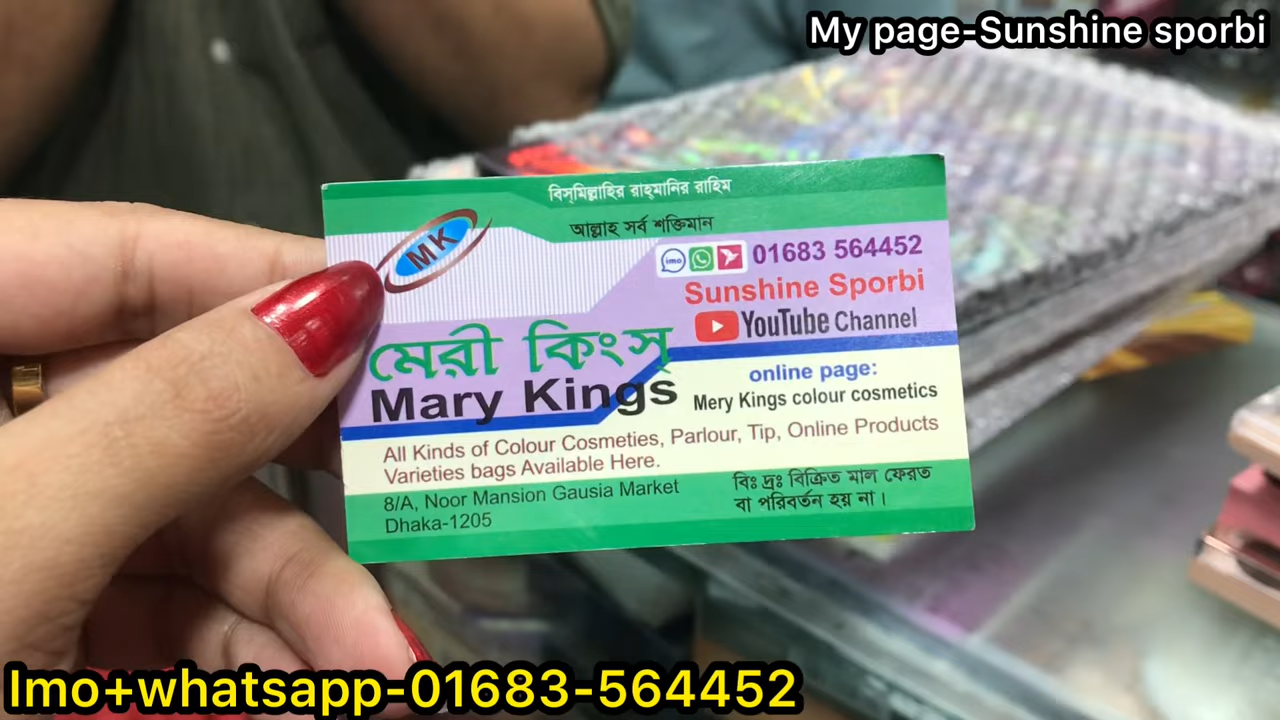 My page-Sunshine sporbi
বিস্‌মিল্লাহির রাহ্‌মানির রাহিম
আল্লাহ সর্ব শক্তিমান
MK
imo
01683 564452
Sunshine Sporbi
YouTube Channel
মেরী কিংস্
Mary Kings
online page:
Mery Kings colour cosmetics
All Kinds of Colour Cosmeties, Parlour, Tip, Online Products
Varieties bags Available Here.
8/A, Noor Mansion Gausia Market
Dhaka-1205
বিঃ দ্রঃ বিক্রিত মাল ফেরত
বা পরিবর্তন হয় না।
Imo+whatsapp-01683-564452